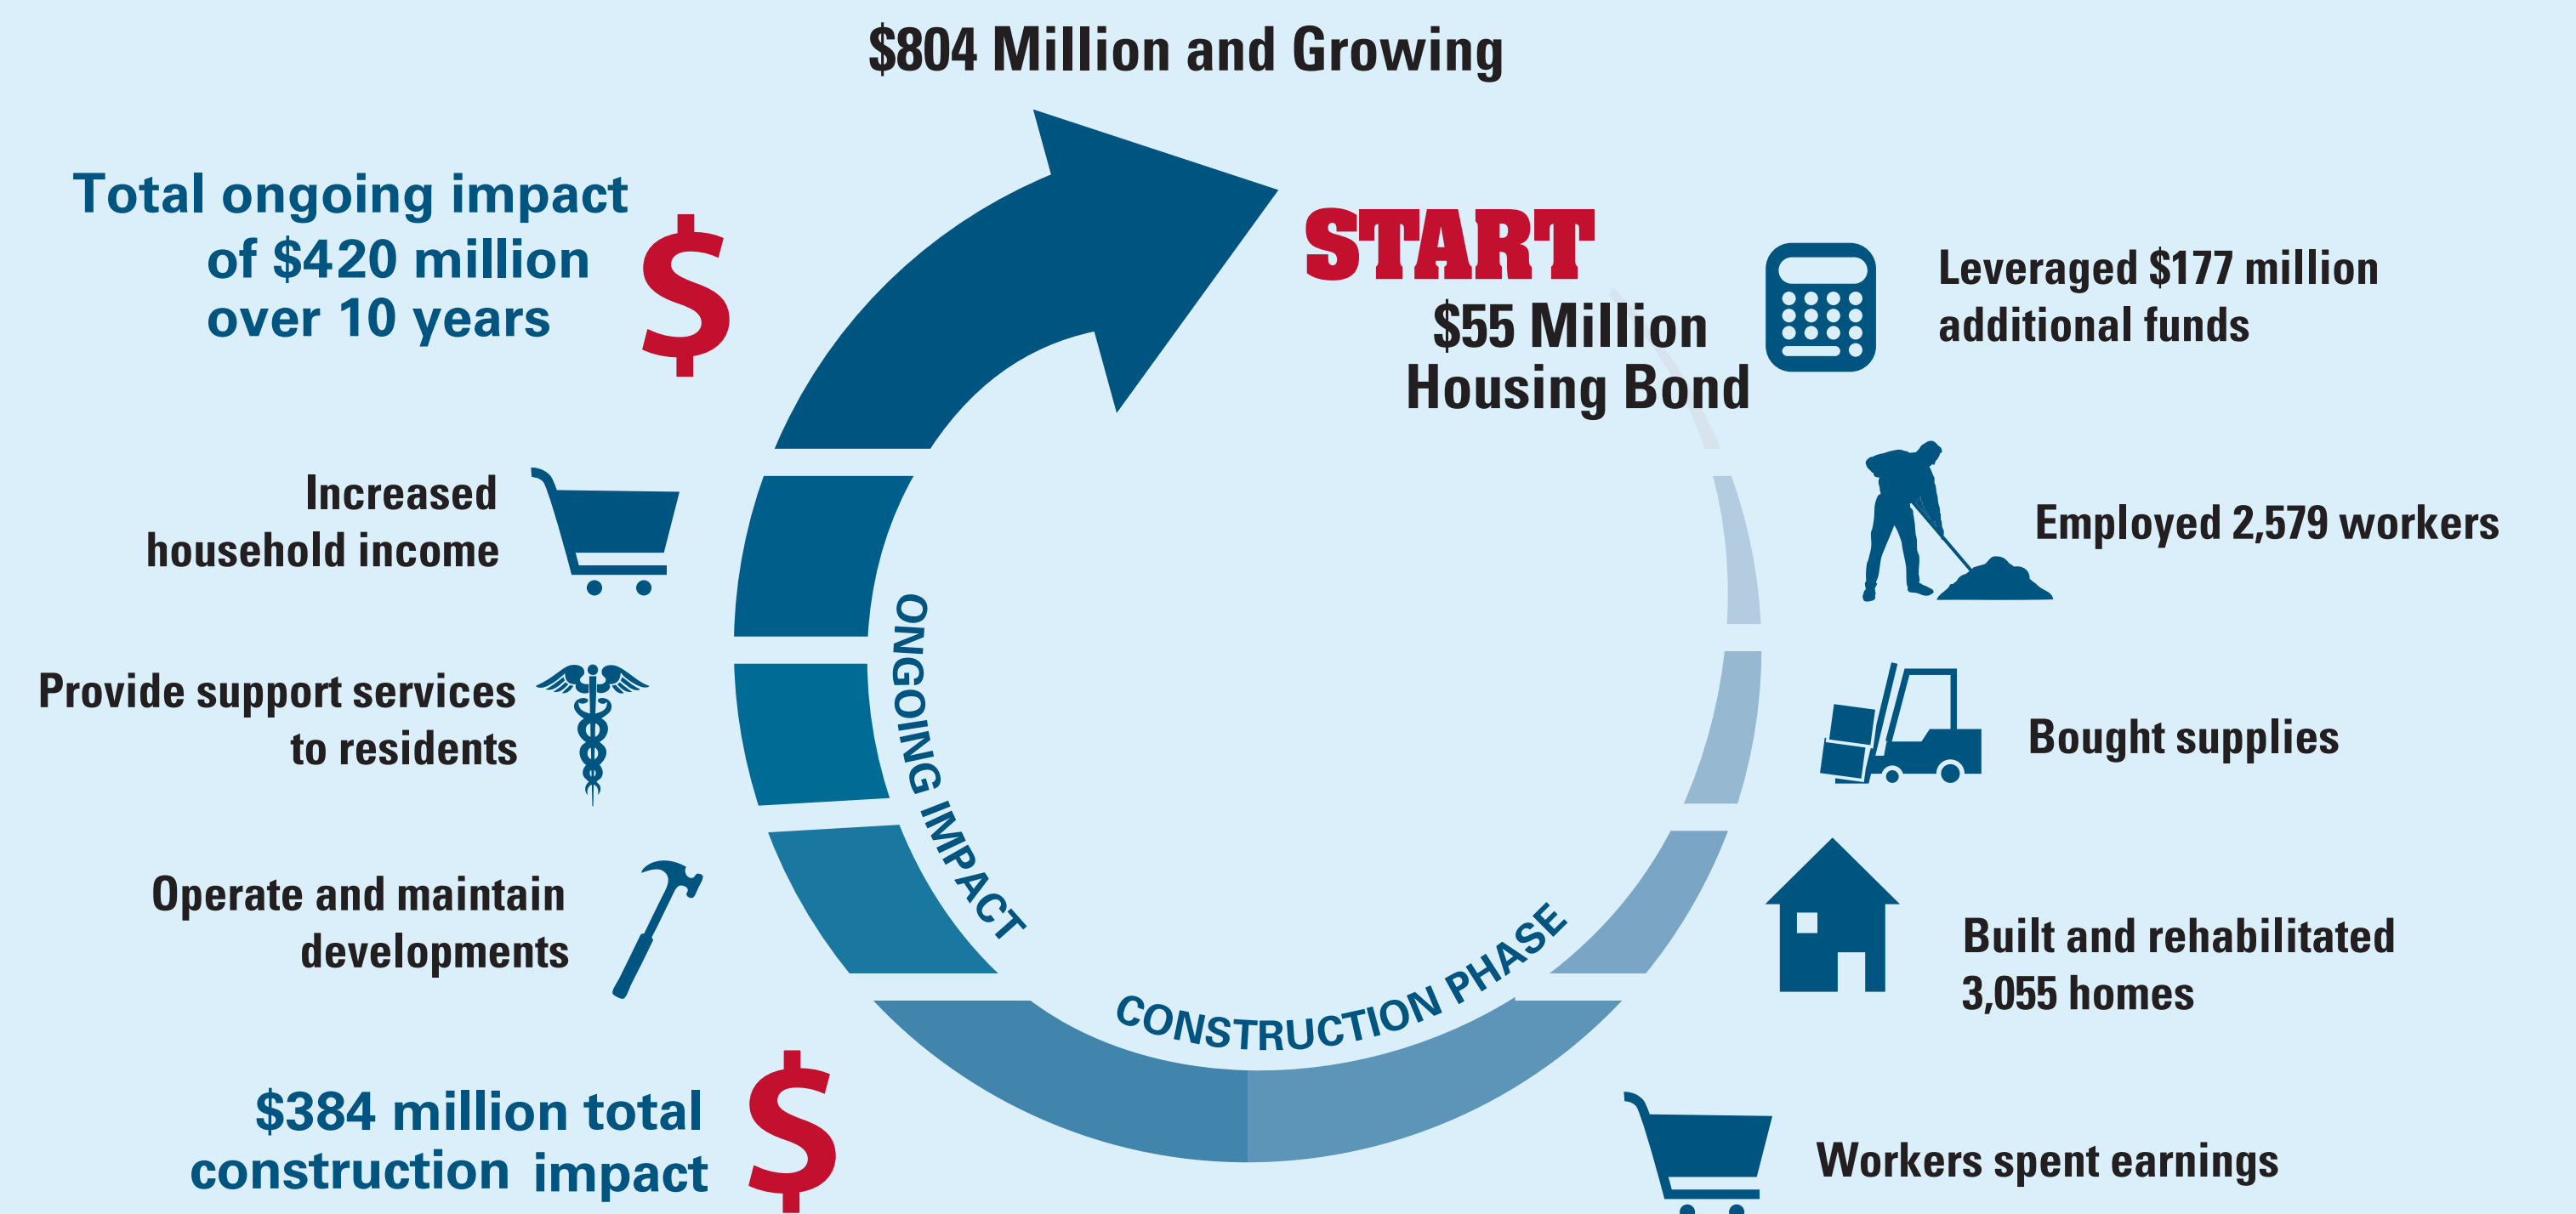 $804 Million and Growing
START
$55 Million
Housing Bond
Leveraged $177 million
additional funds
Employed 2,579 workers
Bought supplies
Built and rehabilitated
3,055 homes
Workers spent earnings
CONSTRUCTION PHASE
$384 million total
construction impact
Operate and maintain
developments
Provide support services
to residents
Increased
household income
ONGOING IMPACT
Total ongoing impact
of $420 million
over 10 years
$
$